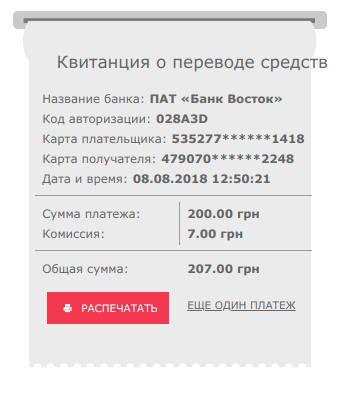 Квитанция о переводе средств
Название банка: ПАТ «Банк Восток»
Код авторизации: 028A3D
Карта плательщика: 535277******1418
Карта получателя: 479070******2248
Дата и время: 08.08.2018 12:50:21
Сумма платежа: 200.00 грн
Комиссия: 7.00 грн
Общая сумма: 207.00 грн
РАСПЕЧАТАТЬ ЕЩЕ ОДИН ПЛАТЕЖ